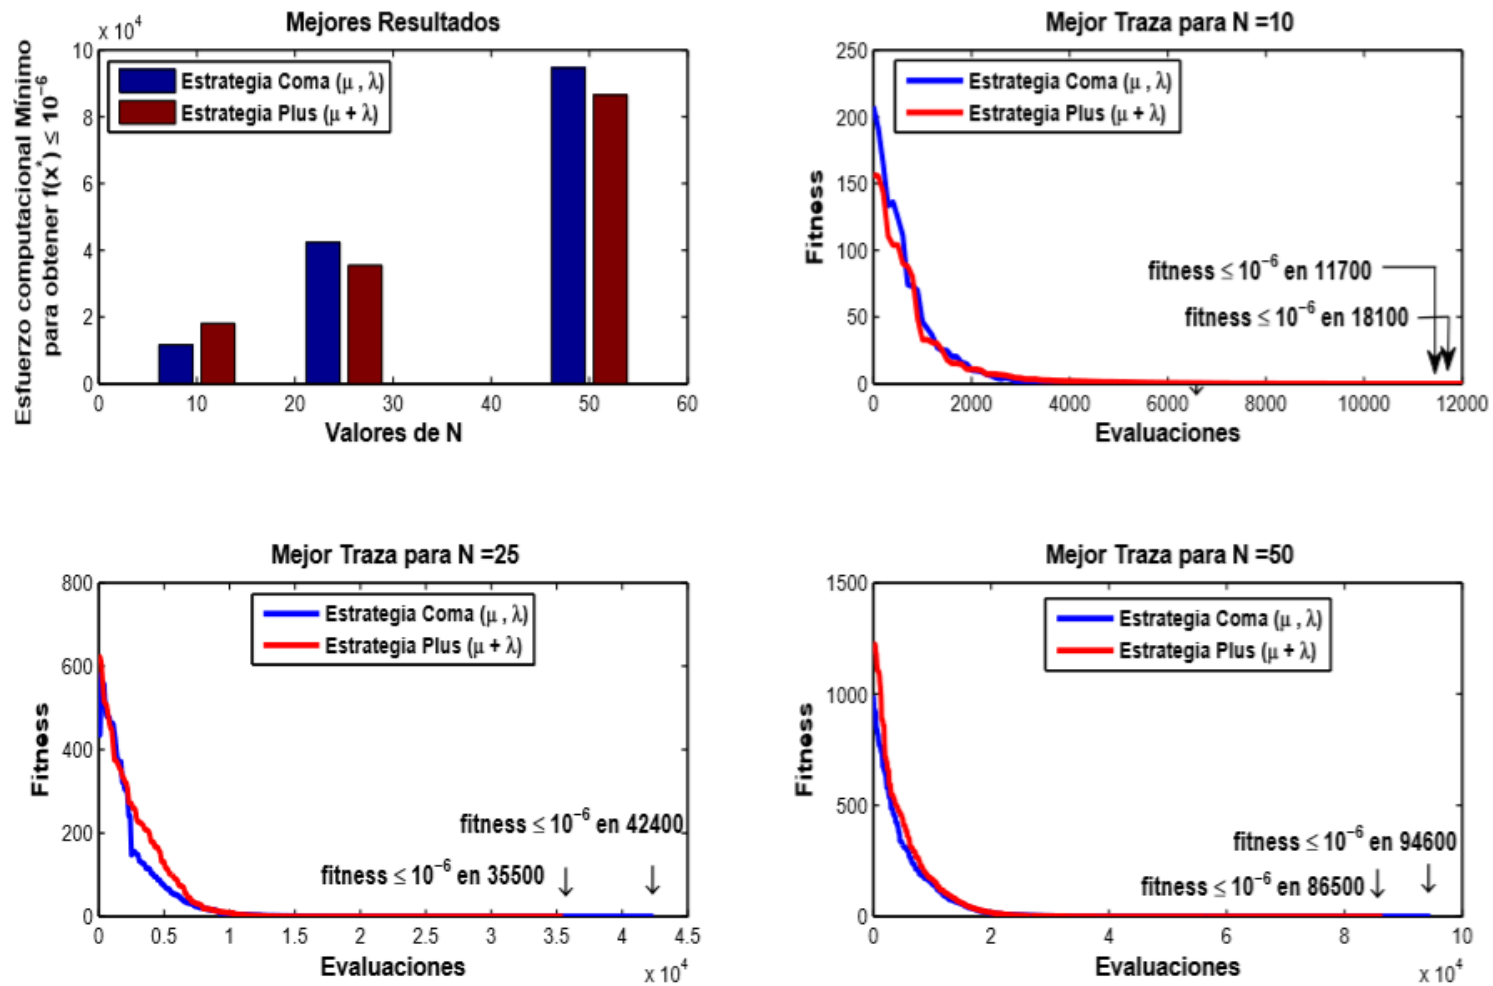 Mejores Resultados
x 10⁴
Esfuerzo computacional Mínimo
para obtener f(x*) ≤ 10⁻⁶
10
8
6
4
2
0
Estrategia Coma (μ , λ)
Estrategia Plus (μ + λ)
0 10 20 30 40 50 60
Valores de N
Mejor Traza para N =10
Fitness
250
200
150
100
50
0
Estrategia Coma (μ , λ)
Estrategia Plus (μ + λ)
fitness ≤ 10⁻⁶ en 11700
fitness ≤ 10⁻⁶ en 18100
0 2000 4000 6000 8000 10000 12000
Evaluaciones
Mejor Traza para N =25
Fitness
800
600
400
200
0
Estrategia Coma (μ , λ)
Estrategia Plus (μ + λ)
fitness ≤ 10⁻⁶ en 42400
fitness ≤ 10⁻⁶ en 35500
0 0.5 1 1.5 2 2.5 3 3.5 4 4.5
Evaluaciones
x 10⁴
Mejor Traza para N =50
Fitness
1500
1000
500
0
Estrategia Coma (μ , λ)
Estrategia Plus (μ + λ)
fitness ≤ 10⁻⁶ en 94600
fitness ≤ 10⁻⁶ en 86500
0 2 4 6 8 10
Evaluaciones
x 10⁴